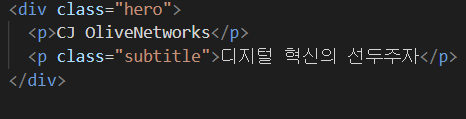 <div class="hero">
<p>CJ OliveNetworks</p>
<p class="subtitle">디지털 혁신의 선두주자</p>
</div>